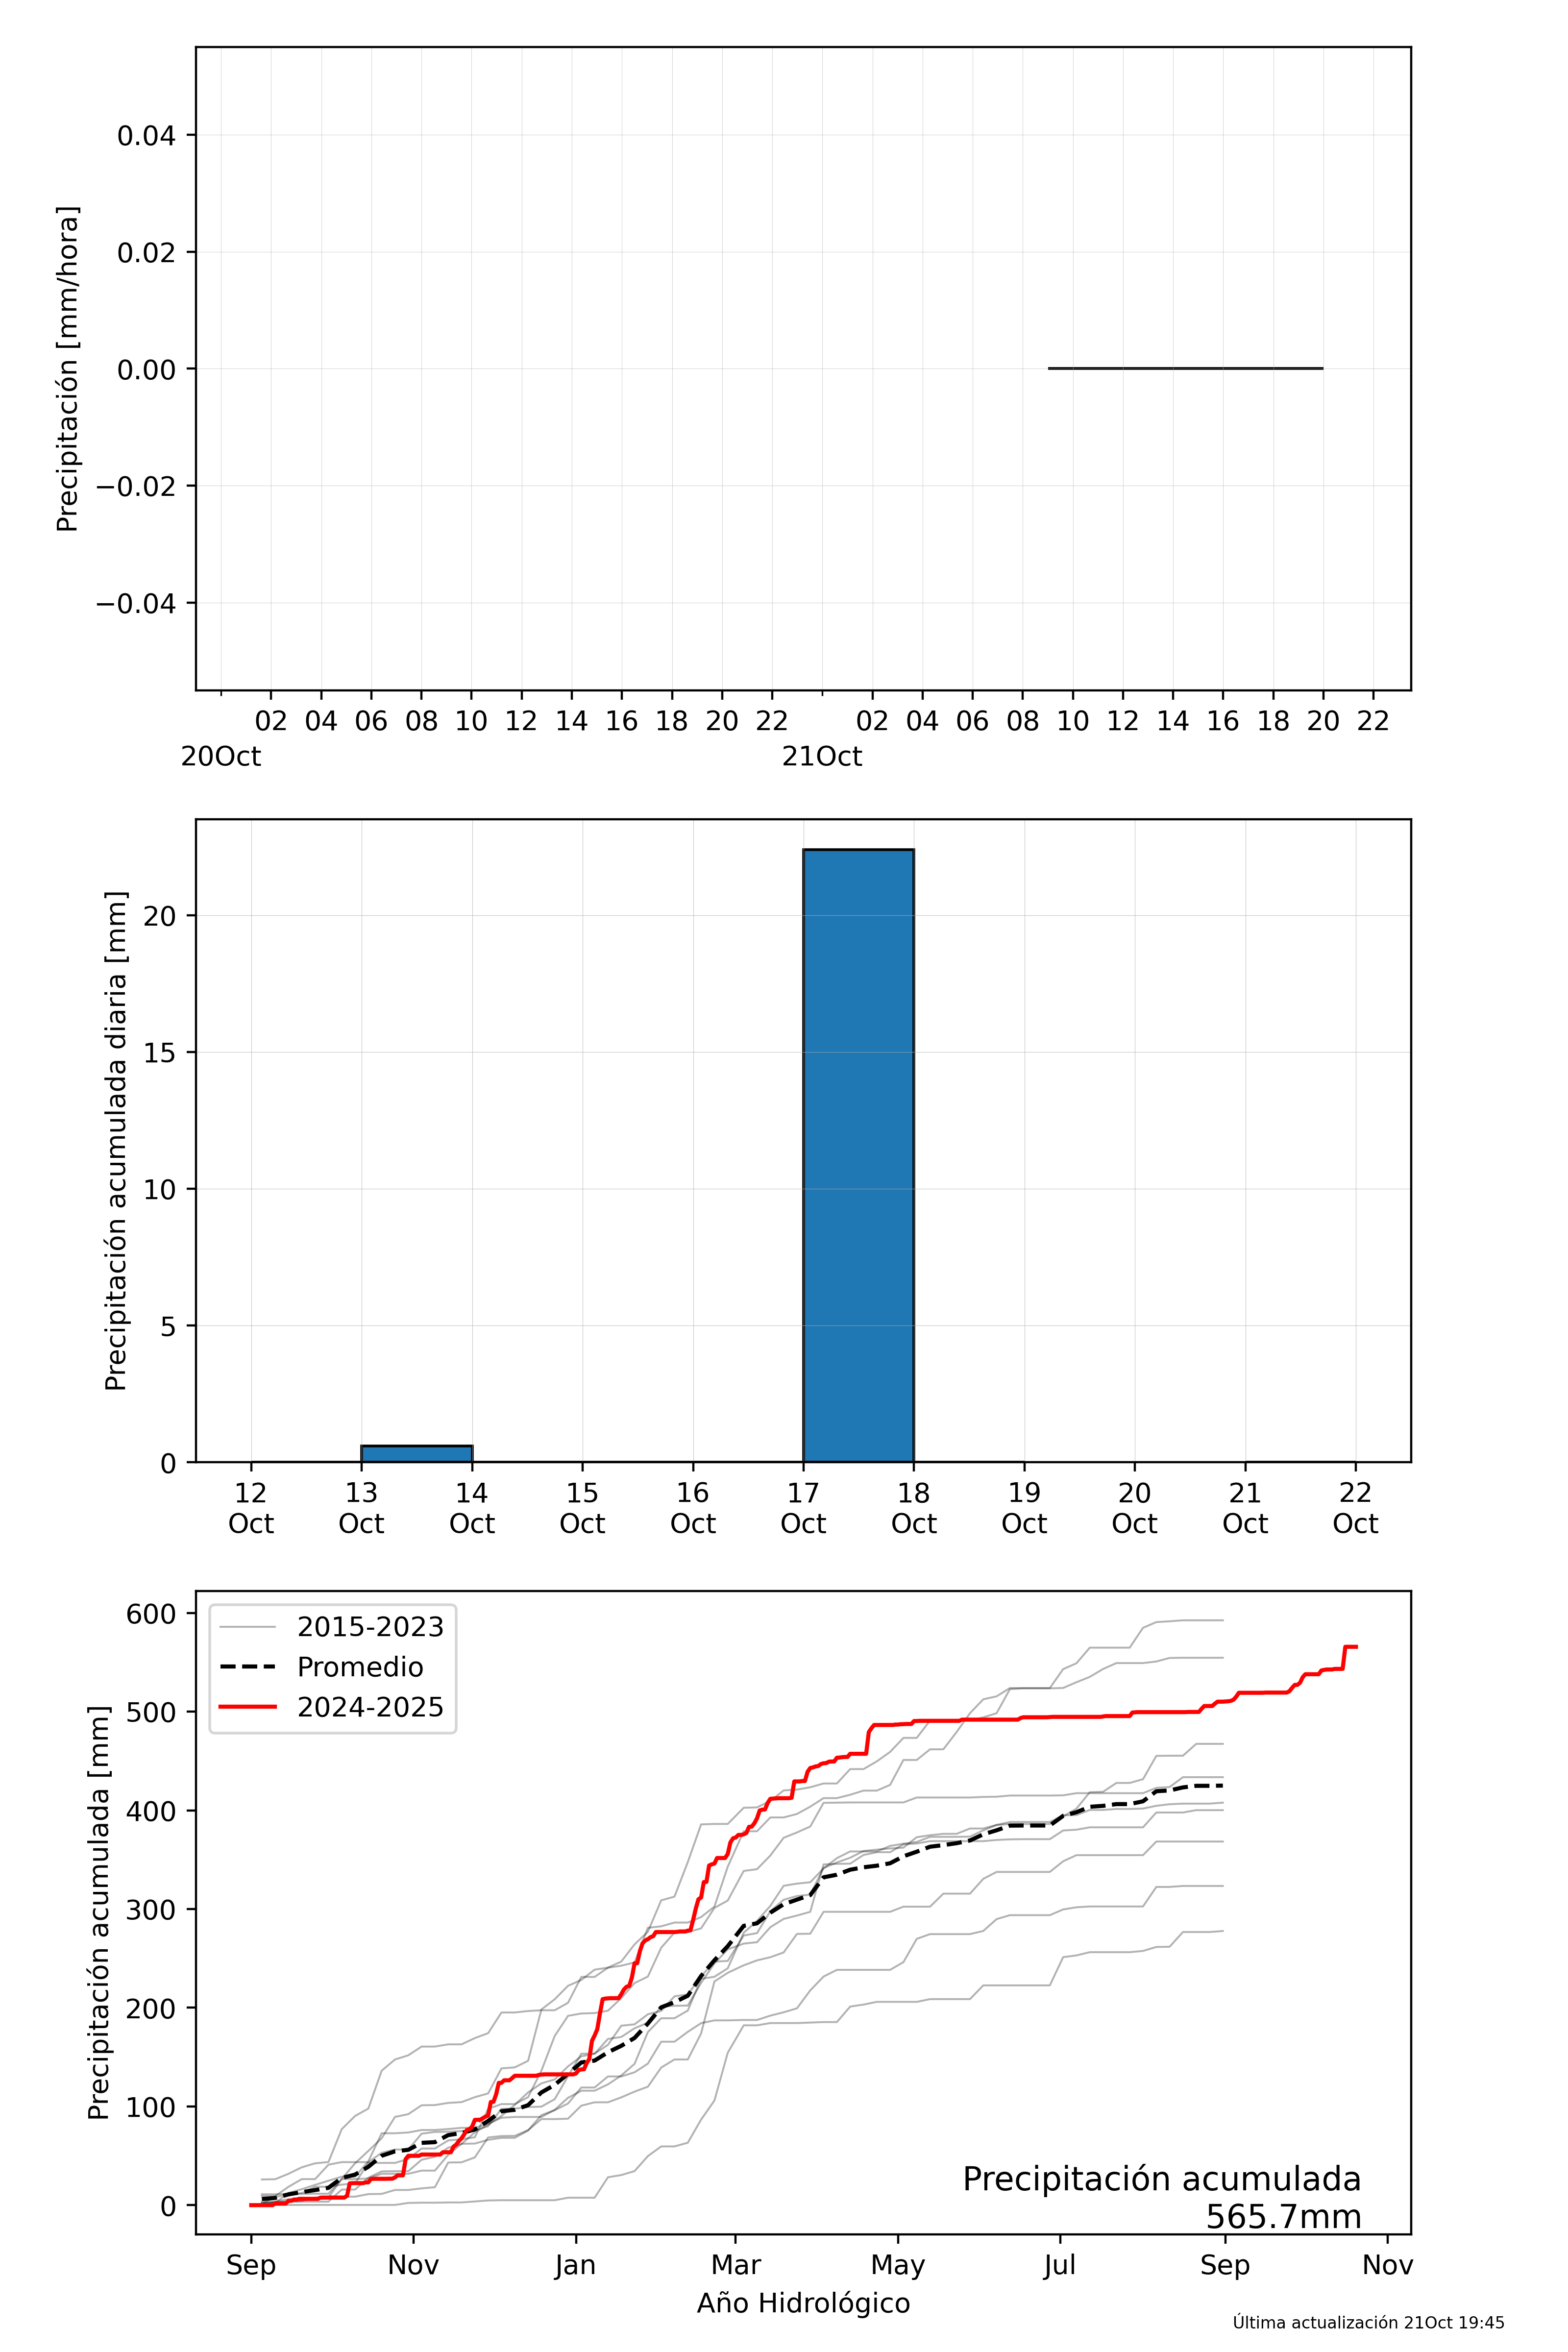 Precipitación [mm/hora]
0.04
0.02
0.00
−0.02
−0.04
02 04 06 08 10 12 14 16 18 20 22 02 04 06 08 10 12 14 16 18 20 22
20Oct 21Oct
Precipitación acumulada diaria [mm]
20
15
10
5
0
12 13 14 15 16 17 18 19 20 21 22
Oct Oct Oct Oct Oct Oct Oct Oct Oct Oct Oct
Precipitación acumulada [mm]
600
500
400
300
200
100
0
2015-2023
Promedio
2024-2025
Precipitación acumulada
565.7mm
Sep Nov Jan Mar May Jul Sep Nov
Año Hidrológico
Última actualización 21Oct 19:45